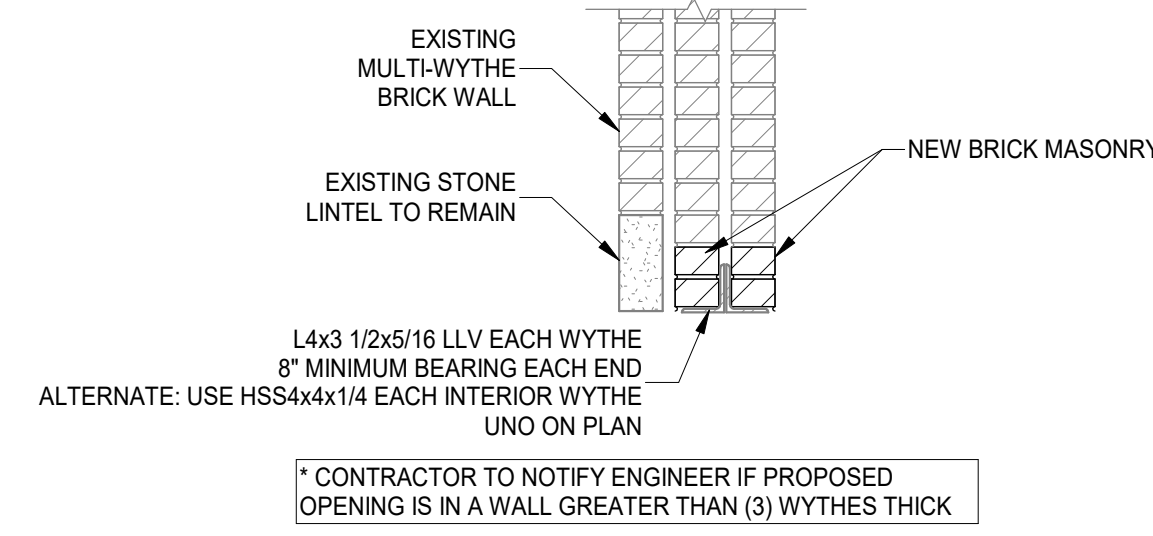 EXISTING
MULTI-WYTHE
BRICK WALL
NEW BRICK MASONRY
EXISTING STONE
LINTEL TO REMAIN
L4x3 1/2x5/16 LLV EACH WYTHE
8" MINIMUM BEARING EACH END
ALTERNATE: USE HSS4x4x1/4 EACH INTERIOR WYTHE
UNO ON PLAN
* CONTRACTOR TO NOTIFY ENGINEER IF PROPOSED
OPENING IS IN A WALL GREATER THAN (3) WYTHES THICK